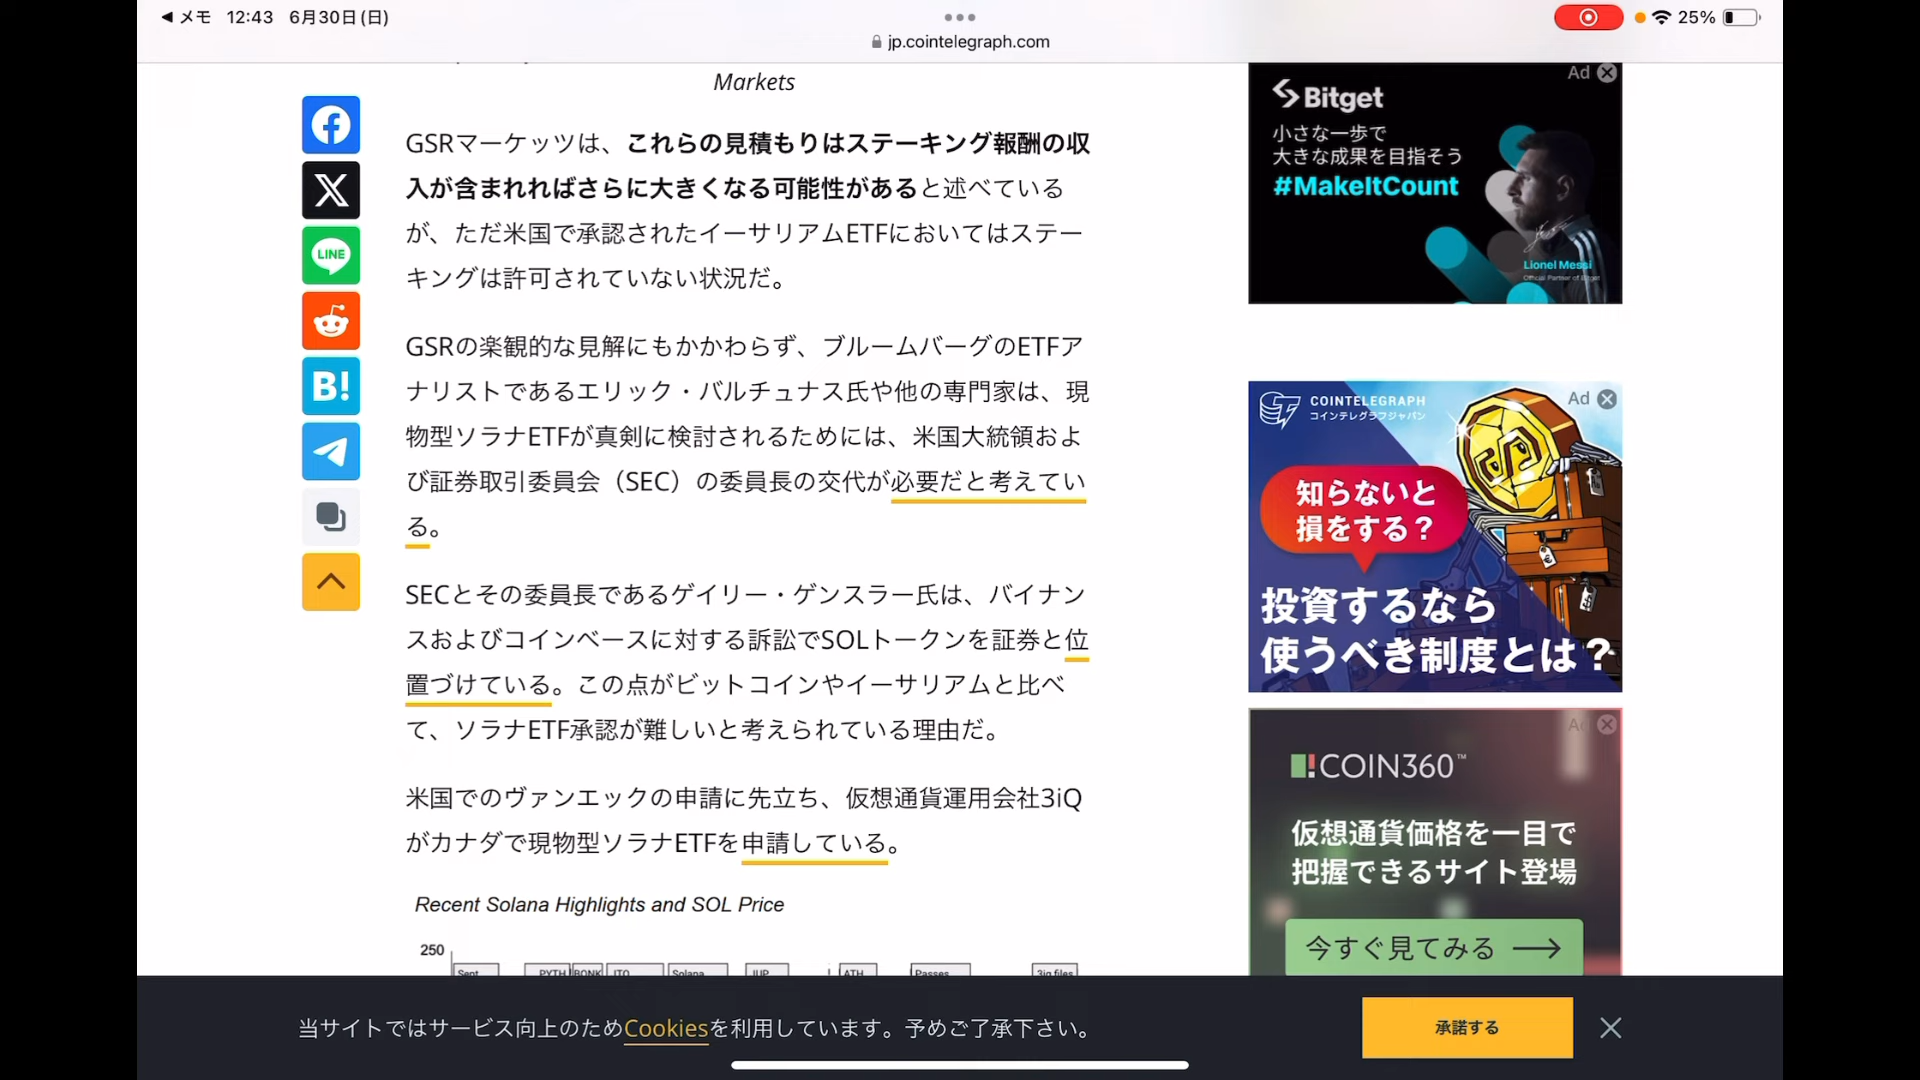 ◀ メモ 12:43 6月30日(日)
25%
jp.cointelegraph.com
Markets
GSRマーケッツは、これらの見積もりはステーキング報酬の収
入が含まれればさらに大きくなる可能性があると述べている
が、ただ米国で承認されたイーサリアムETFにおいてはステー
キングは許可されていない状況だ。
GSRの楽観的な見解にもかかわらず、ブルームバーグのETFア
ナリストであるエリック・バルチュナス氏や他の専門家は、現
物型ソラナETFが真剣に検討されるためには、米国大統領およ
び証券取引委員会（SEC）の委員長の交代が必要だと考えてい
る。
SECとその委員長であるゲイリー・ゲンスラー氏は、バイナン
スおよびコインベースに対する訴訟でSOLトークンを証券と位
置づけている。この点がビットコインやイーサリアムと比べ
て、ソラナETF承認が難しいと考えられている理由だ。
米国でのヴァンエックの申請に先立ち、仮想通貨運用会社3iQ
がカナダで現物型ソラナETFを申請している。
Recent Solana Highlights and SOL Price
250
Sept PYTH BONK JTO Solana JUP ATH Passes 3iq files
LINE
B!
Ad
Bitget
小さな一歩で
大きな成果を目指そう
#MakeItCount
Lionel Messi
Official Partner of Bitget
Ad
COINTELEGRAPH
コインテレグラフジャパン
知らないと
損をする？
投資するなら
使うべき制度とは？
Ad
COIN360™
仮想通貨価格を一目で
把握できるサイト登場
今すぐ見てみる
当サイトではサービス向上のためCookiesを利用しています。予めご了承下さい。
承諾する